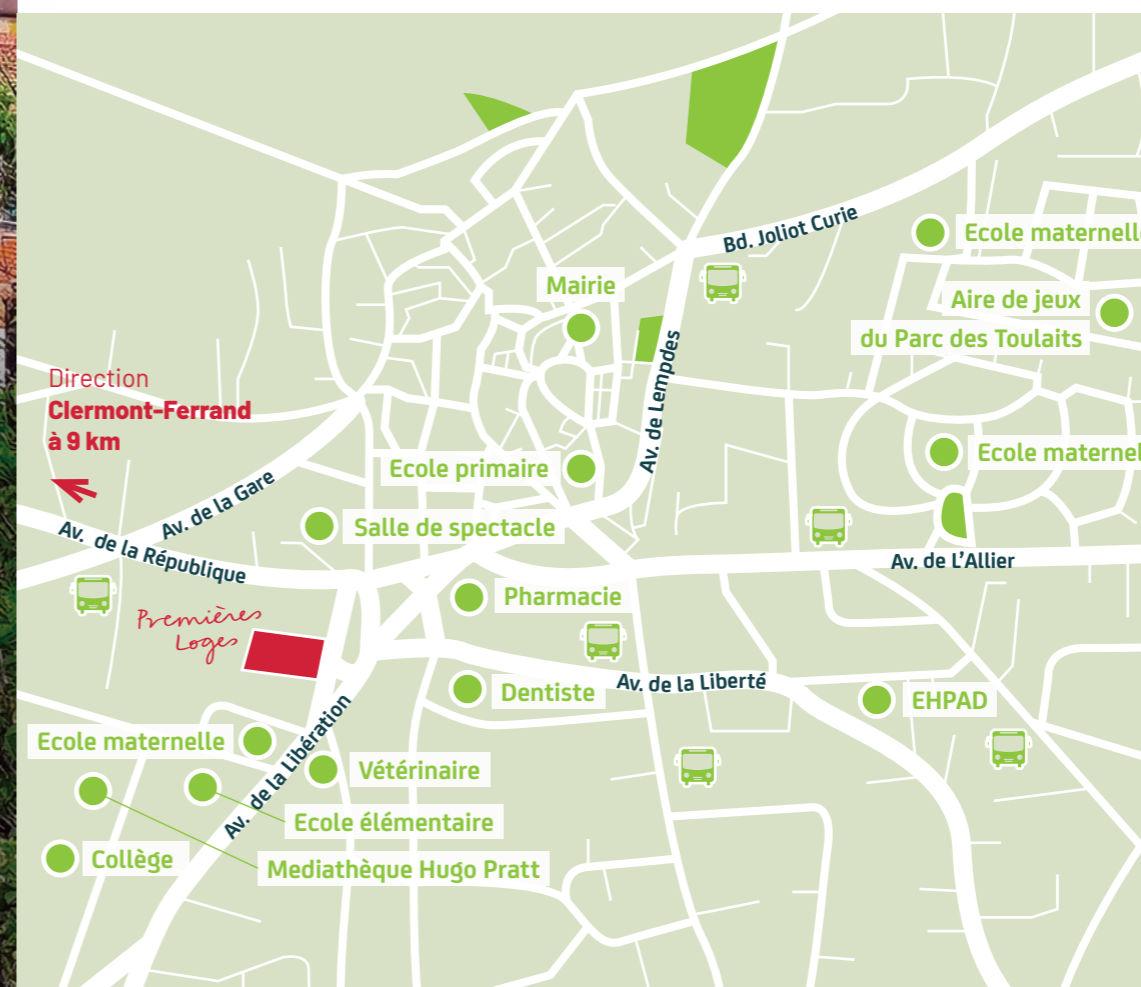 Bd. Joliot Curie
Ecole maternelle
Mairie
Aire de jeux
du Parc des Toulaits
Av. de Lempdes
Direction
Clermont-Ferrand
à 9 km
Ecole primaire
Ecole maternel
Av. de la Gare
Salle de spectacle
Av. de la République
Av. de L'Allier
Pharmacie
Premières
Loges
Av. de la Liberté
Dentiste
EHPAD
Ecole maternelle
Av. de la Libération
Vétérinaire
Ecole élémentaire
Collège
Mediathèque Hugo Pratt